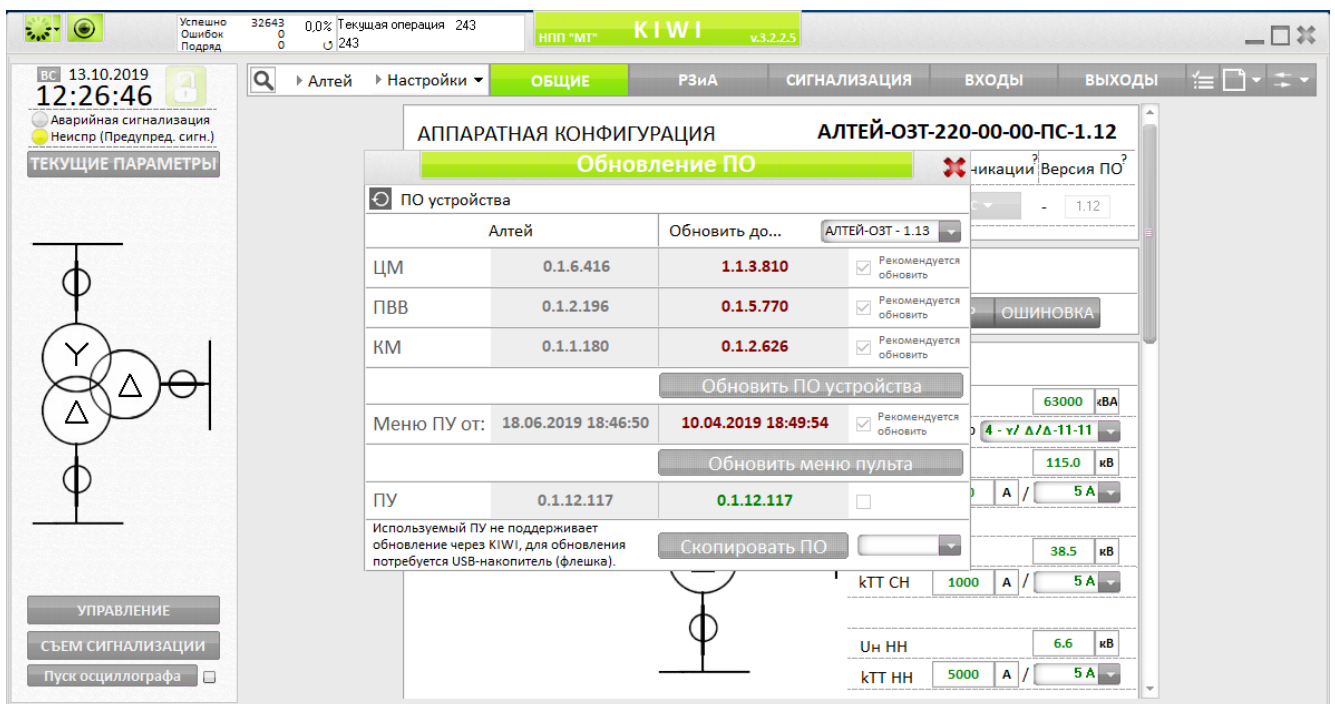 Успешно 32643 0,0% Текущая операция 243
Ошибок 0
Подряд 0 243
НПП "МТ" KIWI v.3.2.2.5
ВС 13.10.2019
12:26:46
Аварийная сигнализация
Неиспр (Предупред. сигн.)
ТЕКУЩИЕ ПАРАМЕТРЫ
Алтей Настройки ОБЩИЕ РЗиА СИГНАЛИЗАЦИЯ ВХОДЫ ВЫХОДЫ
АППАРАТНАЯ КОНФИГУРАЦИЯ АЛТЕЙ-ОЗТ-220-00-00-ПС-1.12
Обновление ПО
никации ? Версия ПО ?
ПО устройства
- 1.12
Алтей Обновить до... АЛТЕЙ-ОЗТ - 1.13
ЦМ 0.1.6.416 1.1.3.810 Рекомендуется обновить
ПВВ 0.1.2.196 0.1.5.770 Рекомендуется обновить
ОШИНОВКА
КМ 0.1.1.180 0.1.2.626 Рекомендуется обновить
Обновить ПО устройства
63000 кВА
Меню ПУ от: 18.06.2019 18:46:50 10.04.2019 18:49:54 Рекомендуется обновить
4 - Y/ Δ/Δ-11-11
Обновить меню пульта
115.0 кВ
ПУ 0.1.12.117 0.1.12.117
А / 5 А
Используемый ПУ не поддерживает
обновление через KIWI, для обновления
потребуется USB-накопитель (флешка).
Скопировать ПО
38.5 кВ
kТТ СН 1000 А / 5 А
Uн НН 6.6 кВ
kТТ НН 5000 А / 5 А
Y
Δ
Δ
УПРАВЛЕНИЕ
СЪЕМ СИГНАЛИЗАЦИИ
Пуск осциллографа